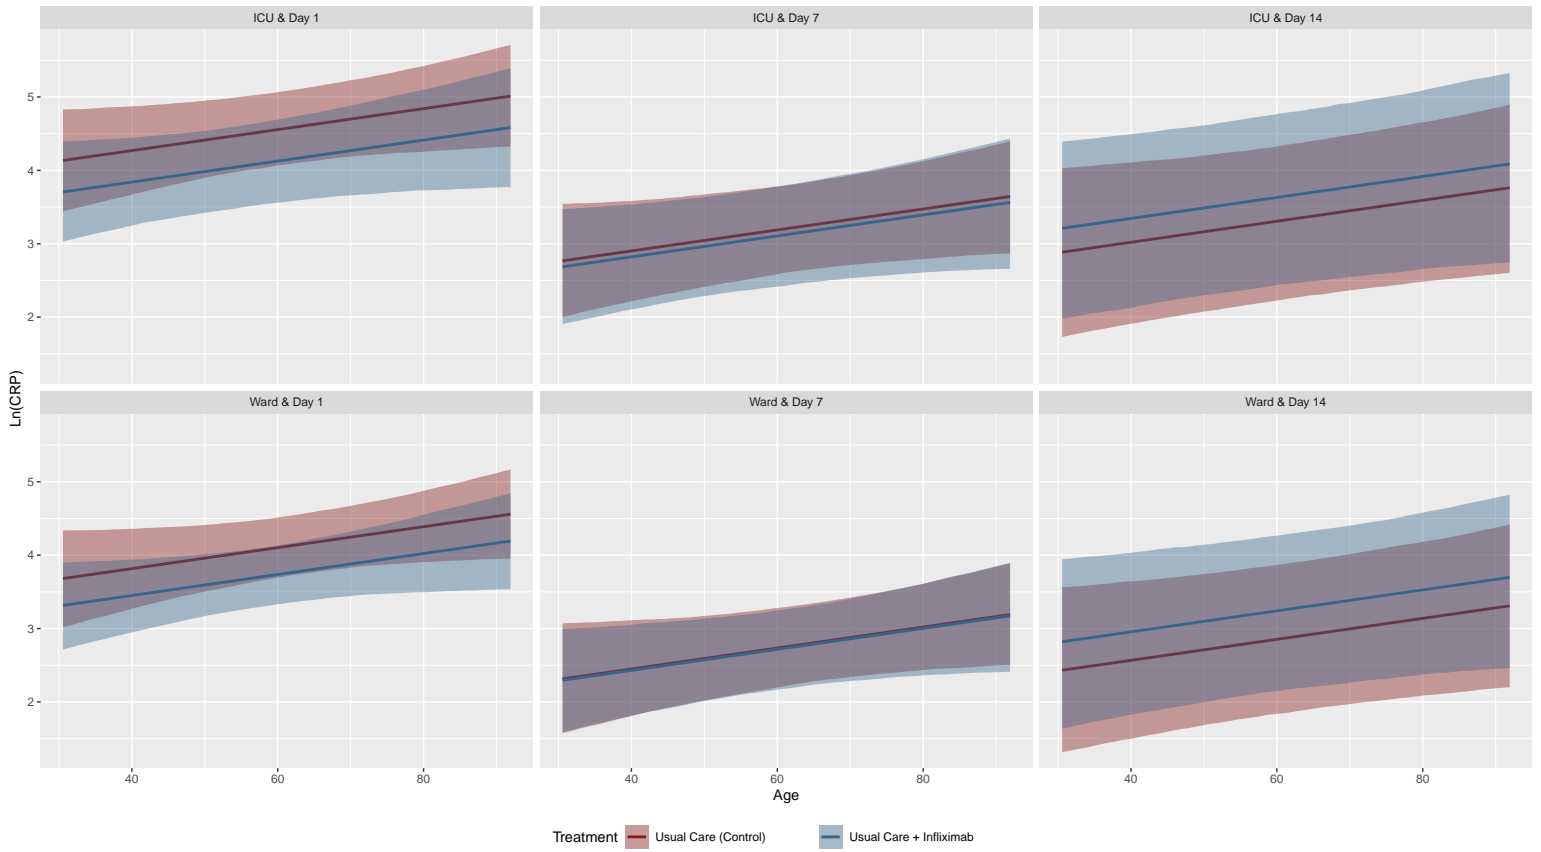 ICU & Day 1
ICU & Day 7
ICU & Day 14
5
4
3
2
Ln(CRP)
Ward & Day 1
Ward & Day 7
Ward & Day 14
5
4
3
2
40 60 80
40 60 80
40 60 80
Age
Treatment Usual Care (Control) Usual Care + Infliximab